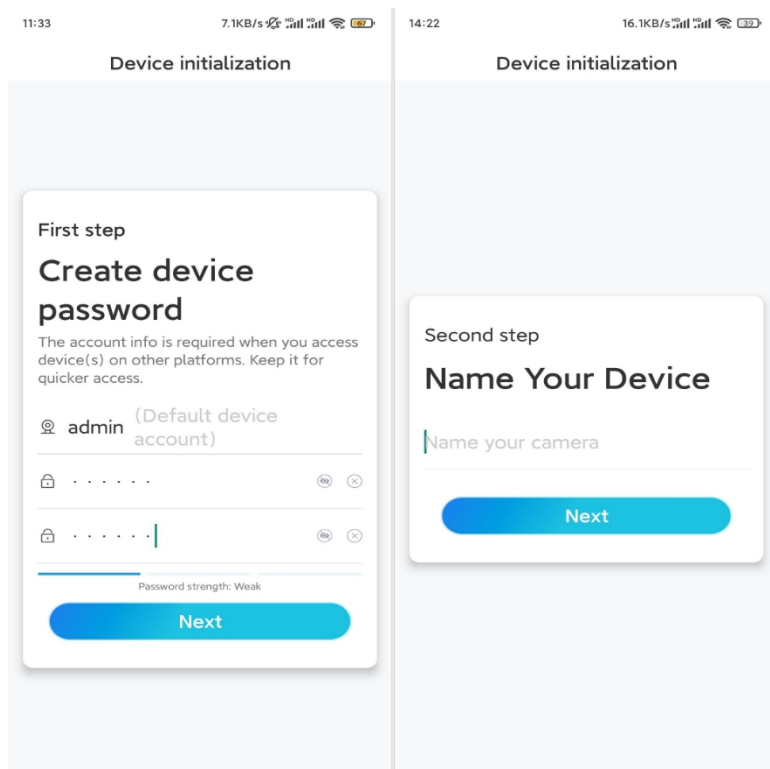 11:33
7.1KB/s
67
Device initialization
First step
Create device
password
The account info is required when you access
device(s) on other platforms. Keep it for
quicker access.
admin
(Default device
account)
Password strength: Weak
Next
14:22
16.1KB/s
39
Device initialization
Second step
Name Your Device
Name your camera
Next